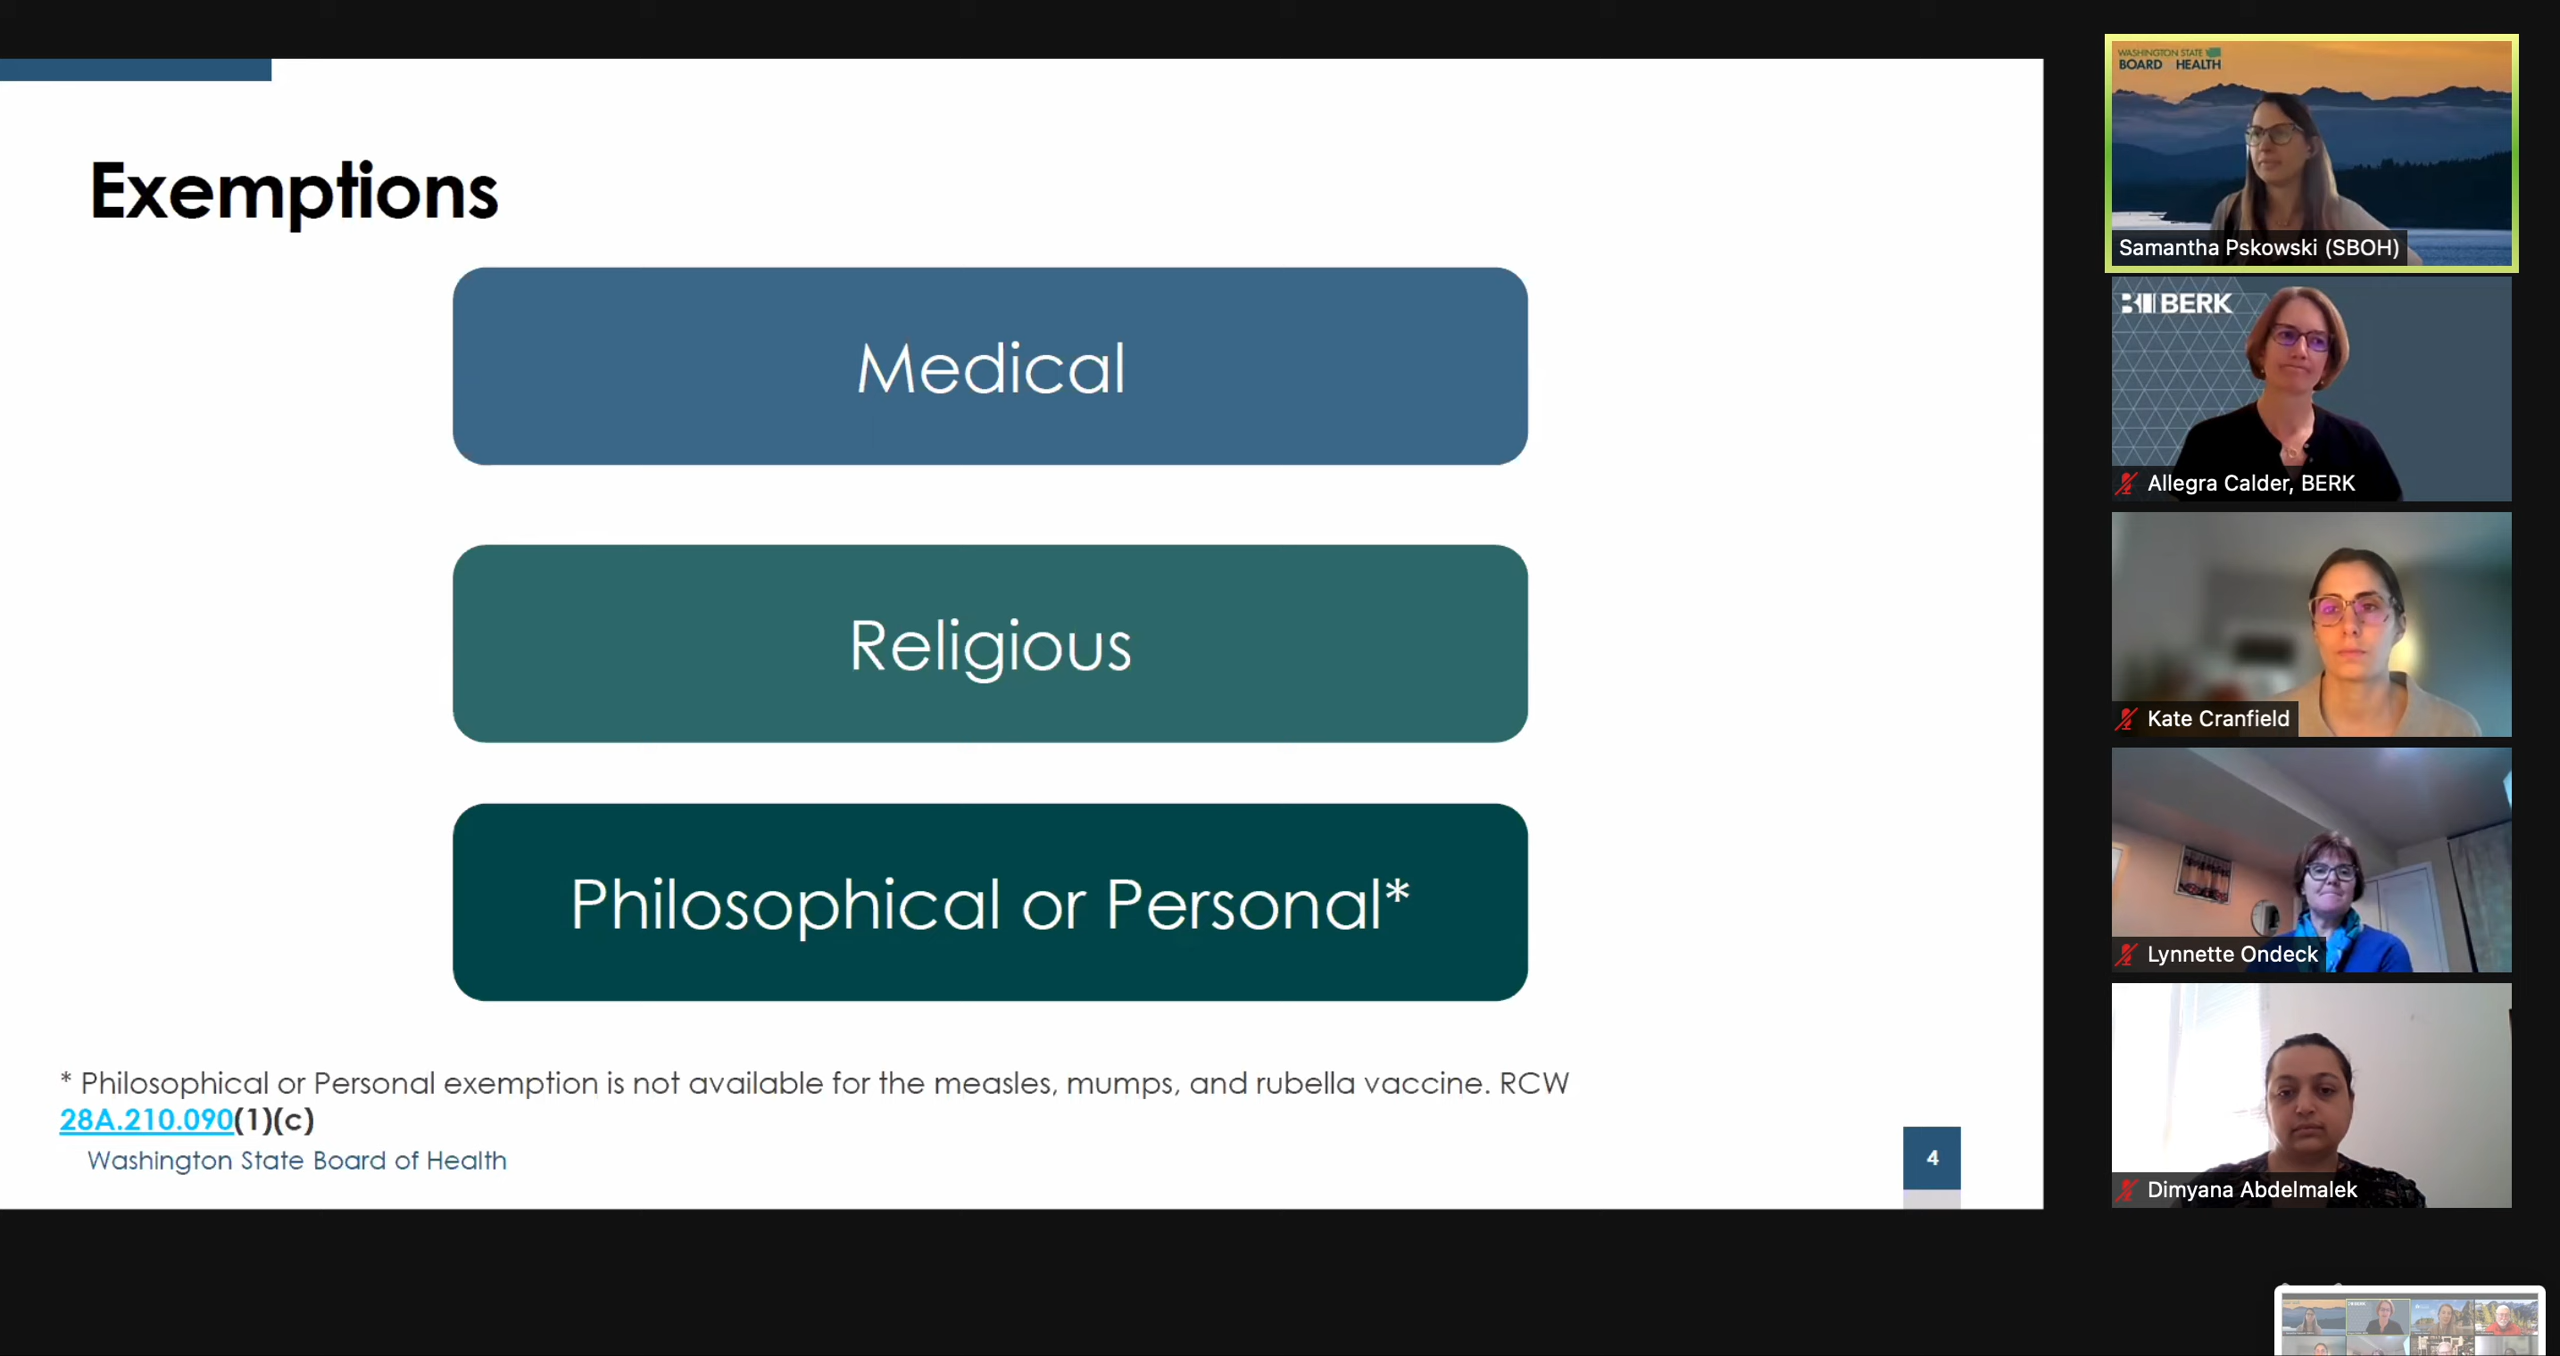 Exemptions
Medical
Religious
Philosophical or Personal*
* Philosophical or Personal exemption is not available for the measles, mumps, and rubella vaccine. RCW
28A.210.090(1)(c)
Washington State Board of Health
4
WASHINGTON STATE
BOARD HEALTH
Samantha Pskowski (SBOH)
BERK
Allegra Calder, BERK
Kate Cranfield
Lynnette Ondeck
Dimyana Abdelmalek